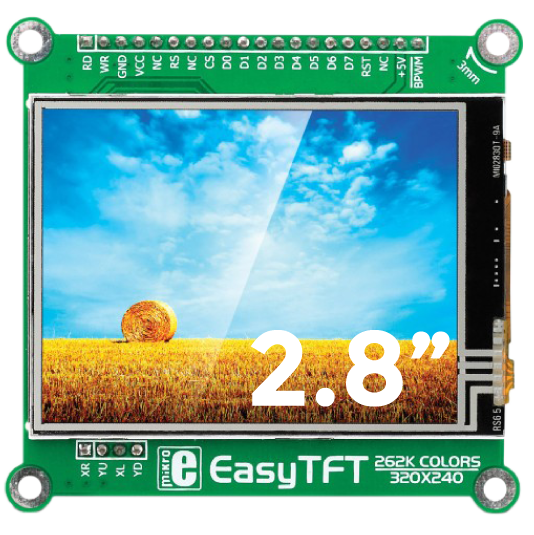 RD WR GND VCC NC RS NC CS D0 D1 D2 D3 D4 D5 D6 D7 RST NC +5V BPWM
3mm
MI0283QT-9A
2.8”
RS6.5
XR YU XL YD
mikro e EasyTFT 262K COLORS
320X240